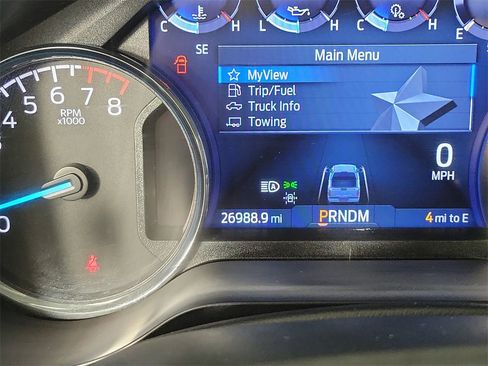 C H L H C H E
SE
Main Menu
MyView
Trip/Fuel
Truck Info
Towing
4 5 6 7 8
RPM
x1000
0
0
MPH
A
26988.9 mi
PRNDM
4 mi to E